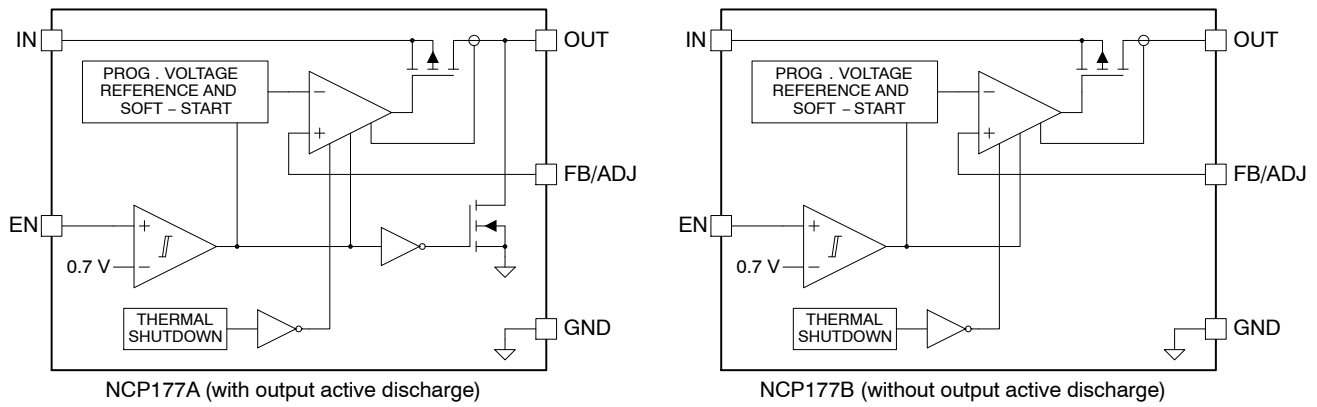 IN
OUT
PROG . VOLTAGE
REFERENCE AND
SOFT − START
−
+
FB/ADJ
EN
+
0.7 V
−
THERMAL
SHUTDOWN
GND
NCP177A (with output active discharge)
IN
OUT
PROG . VOLTAGE
REFERENCE AND
SOFT − START
−
+
FB/ADJ
EN
+
0.7 V
−
THERMAL
SHUTDOWN
GND
NCP177B (without output active discharge)